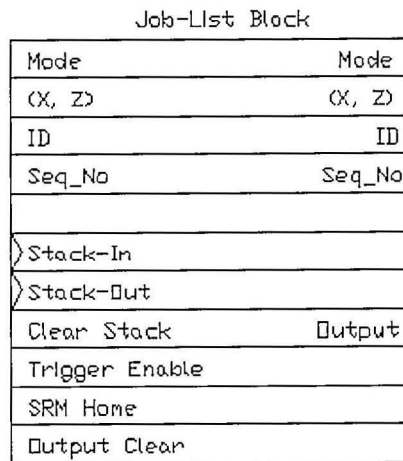 Job-List Block
Mode Mode
(X, Z) (X, Z)
ID ID
Seq_No Seq_No
Stack-In
Stack-Out
Clear Stack Output
Trigger Enable
SRM Home
Output Clear